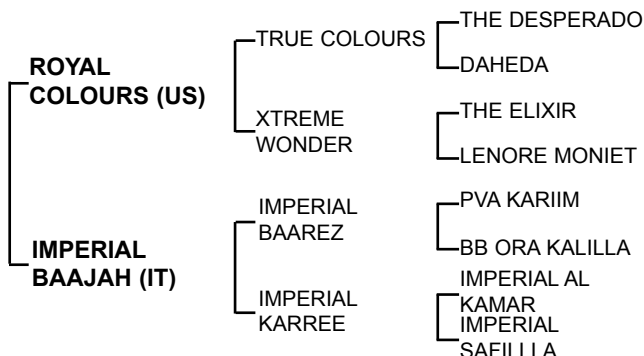 THE DESPERADO
TRUE COLOURS
DAHEDA
ROYAL
COLOURS (US)
THE ELIXIR
XTREME
WONDER
LENORE MONIET
PVA KARIIM
IMPERIAL
BAAREZ
BB ORA KALILLA
IMPERIAL
BAAJAH (IT)
IMPERIAL AL
KAMAR
IMPERIAL
KARREE
IMPERIAL
SAFILLLA